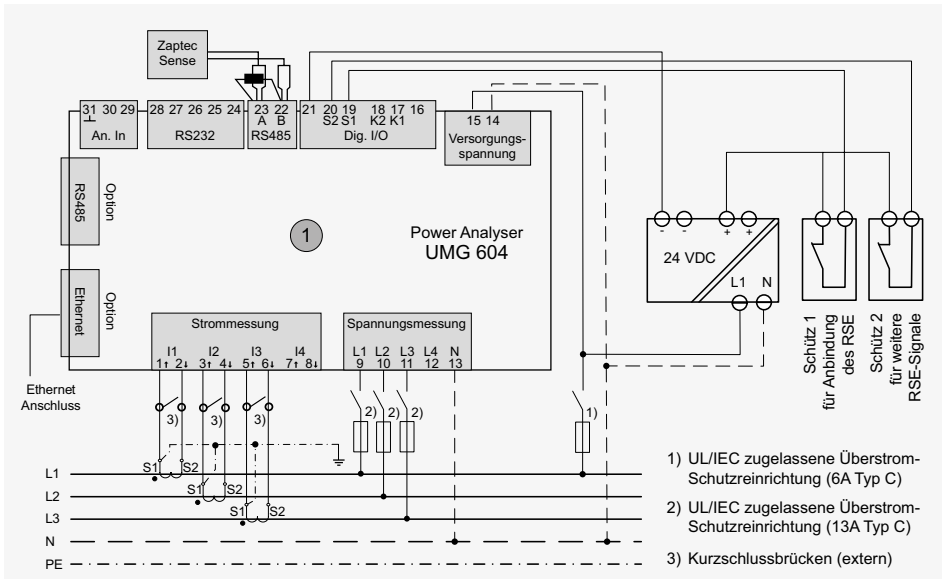 Zaptec
Sense
31 30 29
An. In
28 27 26 25 24
RS232
23 22
A B
RS485
21 20 19 18 17 16
S2 S1 K2 K1
Dig. I/O
15 14
Versorgungs-
spannung
RS485
Option
1
Power Analyser
UMG 604
Ethernet
Option
Ethernet
Anschluss
Strommessung
I1 I2 I3 I4
1↑ 2↓ 3↑ 4↓ 5↑ 6↓ 7↑ 8↓
Spannungsmessung
L1 L2 L3 L4 N
9 10 11 12 13
- - + +
24 VDC
L1 N
Schütz 1
für Anbindung
des RSE
Schütz 2
für weitere
RSE-Signale
3) 3) 3)
2) 2) 2)
1)
S1 S2
S1 S2
S1 S2
L1
L2
L3
N
PE
1) UL/IEC zugelassene Überstrom-
Schutzreinrichtung (6A Typ C)
2) UL/IEC zugelassene Überstrom-
Schutzreinrichtung (13A Typ C)
3) Kurzschlussbrücken (extern)